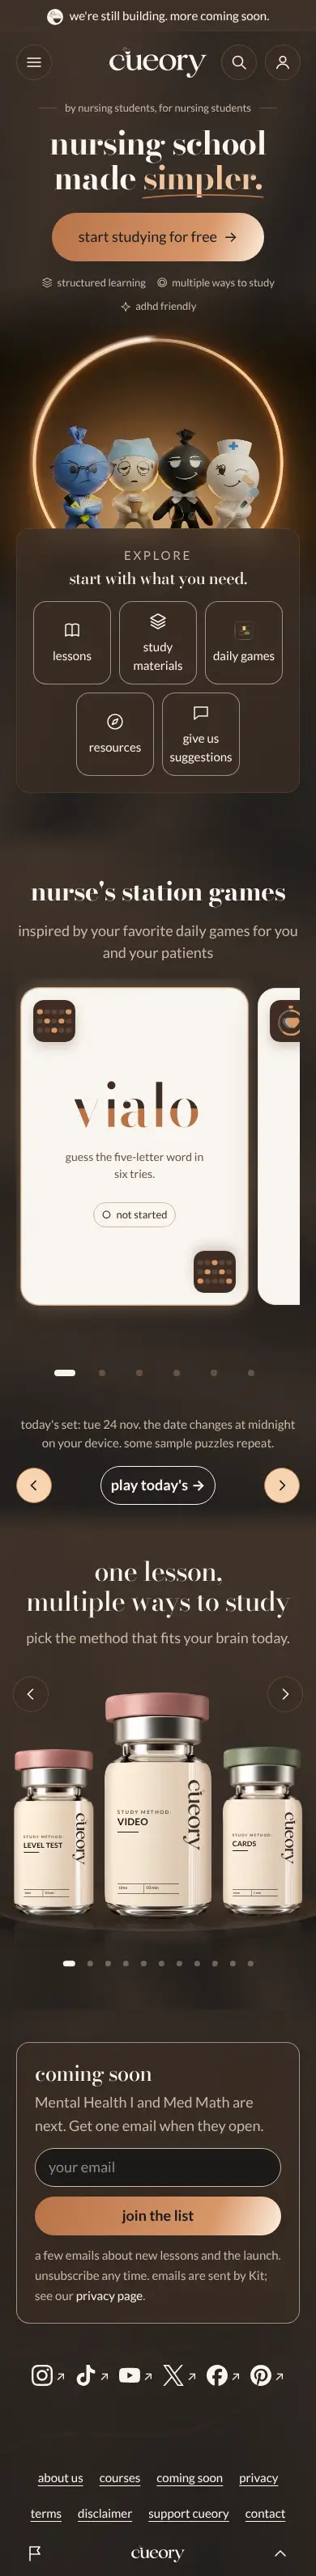 we're still building. more coming soon.
cueory
by nursing students, for nursing students
nursing school
made simpler.
start studying for free →
structured learning multiple ways to study
adhd friendly
EXPLORE
start with what you need.
lessons
study
materials
daily games
resources
give us
suggestions
nurse's station games
inspired by your favorite daily games for you
and your patients
vialo
guess the five-letter word in
six tries.
not started
today's set: tue 24 nov. the date changes at midnight
on your device. some sample puzzles repeat.
play today's →
one lesson,
multiple ways to study
pick the method that fits your brain today.
STUDY METHOD:
LEVEL TEST
cueory
STUDY METHOD:
VIDEO
cueory
STUDY METHOD:
CARDS
cueory
coming soon
Mental Health I and Med Math are
next. Get one email when they open.
your email
join the list
a few emails about new lessons and the launch.
unsubscribe any time. emails are sent by Kit;
see our privacy page.
about us courses coming soon privacy
terms disclaimer support cueory contact
cueory